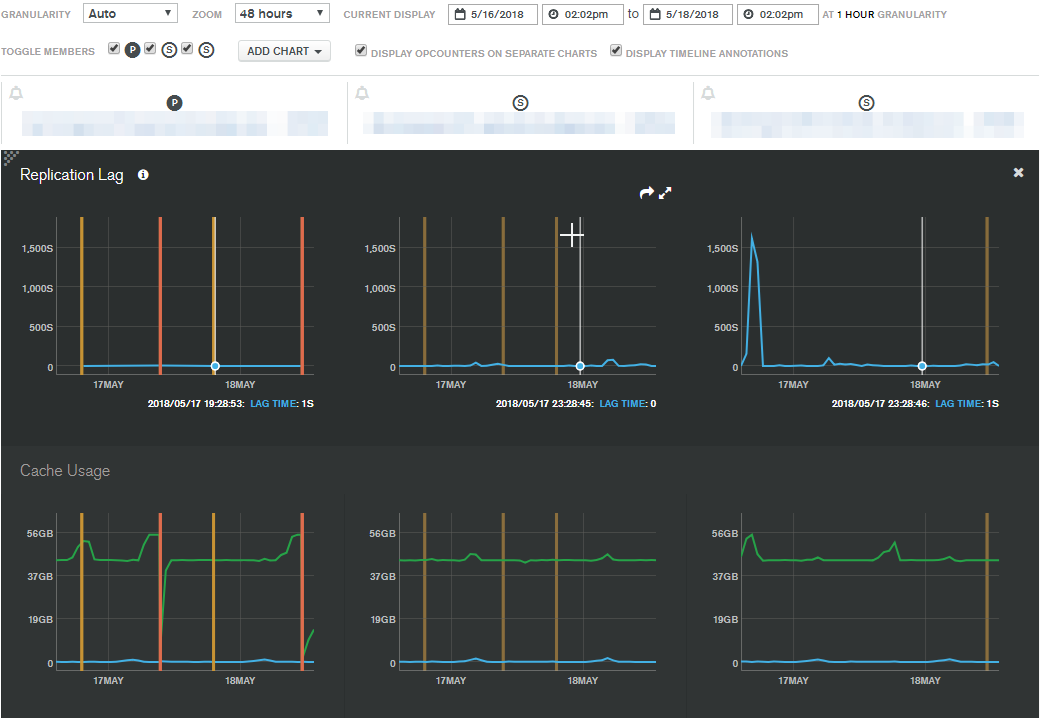 GRANULARITY Auto ZOOM 48 hours CURRENT DISPLAY 5/16/2018 02:02pm to 5/18/2018 02:02pm AT 1 HOUR GRANULARITY
TOGGLE MEMBERS P S S ADD CHART DISPLAY OPCOUNTERS ON SEPARATE CHARTS DISPLAY TIMELINE ANNOTATIONS
P S S
Replication Lag
1,500S 1,500S 1,500S
1,000S 1,000S 1,000S
500S 500S 500S
0 0 0
17MAY 18MAY 17MAY 18MAY 17MAY 18MAY
2018/05/17 19:28:53: LAG TIME: 1S 2018/05/17 23:28:45: LAG TIME: 0 2018/05/17 23:28:46: LAG TIME: 1S
Cache Usage
56GB 56GB 56GB
37GB 37GB 37GB
19GB 19GB 19GB
0 0 0
17MAY 18MAY 17MAY 18MAY 17MAY 18MAY